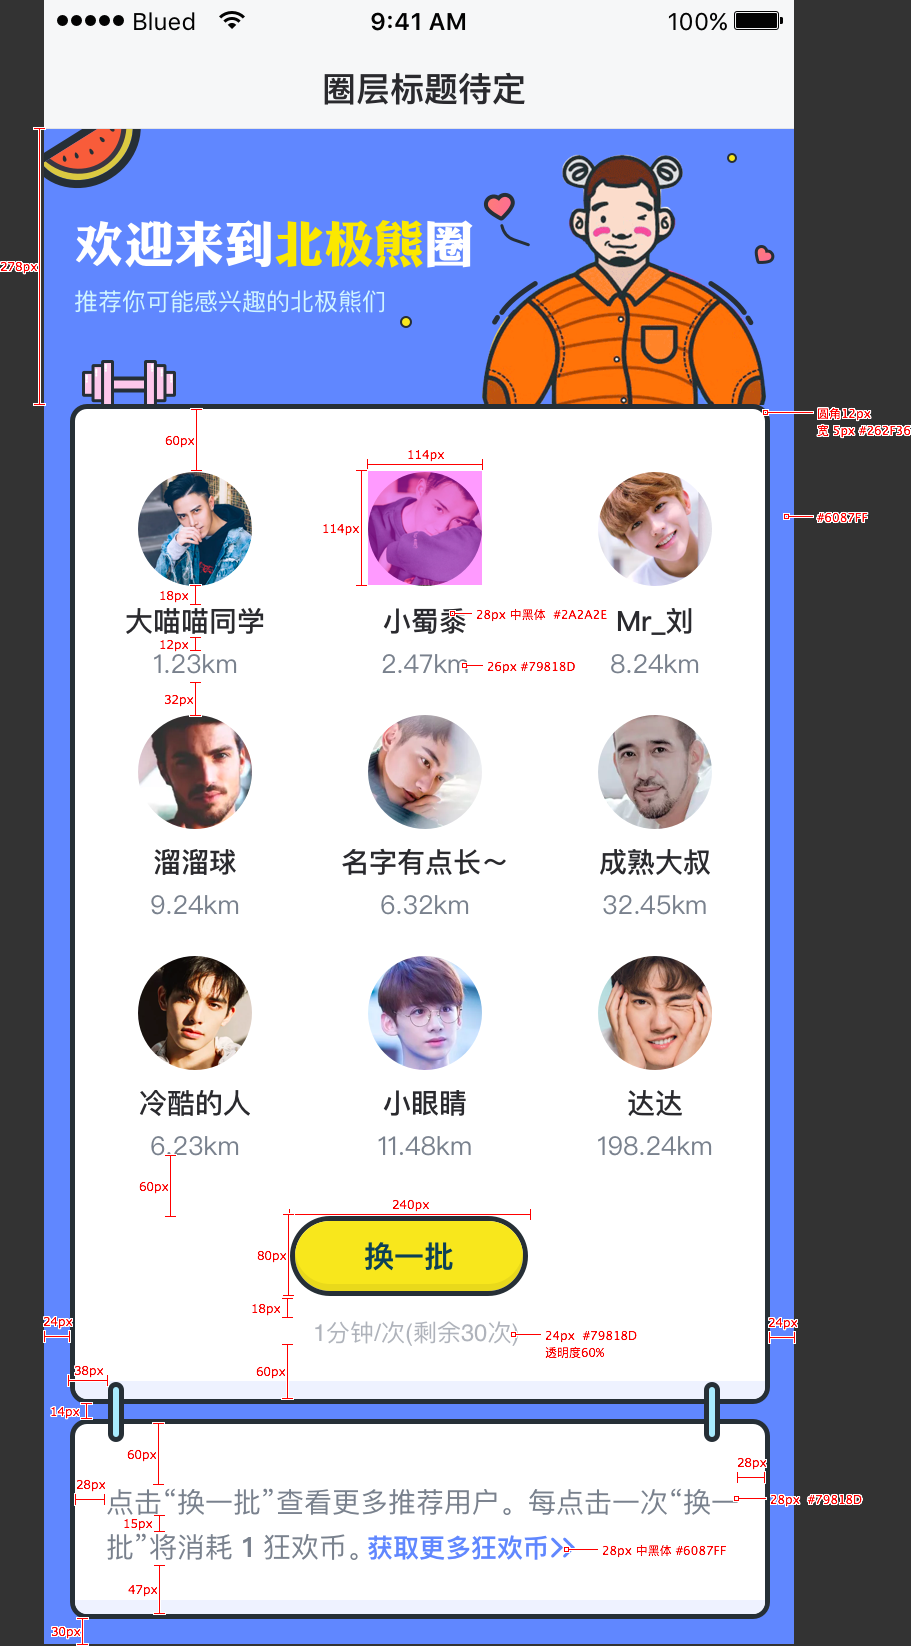 Blued 9:41 AM 100%
圈层标题待定
278px
欢迎来到北极熊圈
推荐你可能感兴趣的北极熊们
圆角12px
宽 5px #262F36
60px
114px
114px
#6087FF
18px
大喵喵同学 小蜀黍 Mr_刘
28px 中黑体 #2A2A2E
12px
1.23km 2.47km 8.24km
26px #79818D
32px
溜溜球 名字有点长～ 成熟大叔
9.24km 6.32km 32.45km
冷酷的人 小眼睛 达达
6.23km 11.48km 198.24km
60px
240px
80px
换一批
18px
24px
1分钟/次(剩余30次)
24px #79818D
透明度60%
24px
38px
60px
14px
60px
28px
28px
点击“换一批”查看更多推荐用户。每点击一次“换一
28px #79818D
15px
批”将消耗 1 狂欢币。获取更多狂欢币>>
28px 中黑体 #6087FF
47px
30px